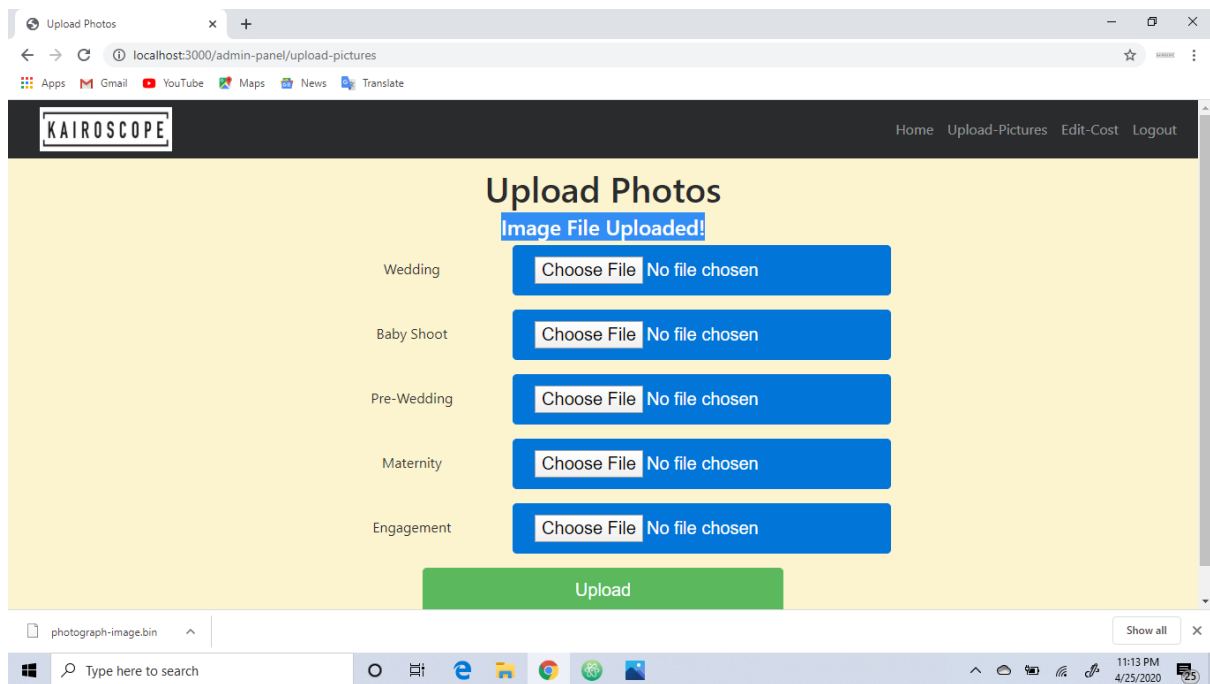 Upload Photos
localhost:3000/admin-panel/upload-pictures
Apps Gmail YouTube Maps News Translate
KAIROSCOPE
Home Upload-Pictures Edit-Cost Logout
Upload Photos
Image File Uploaded!
Wedding Choose File No file chosen
Baby Shoot Choose File No file chosen
Pre-Wedding Choose File No file chosen
Maternity Choose File No file chosen
Engagement Choose File No file chosen
Upload
photograph-image.bin
Show all
Type here to search
11:13 PM
4/25/2020
25